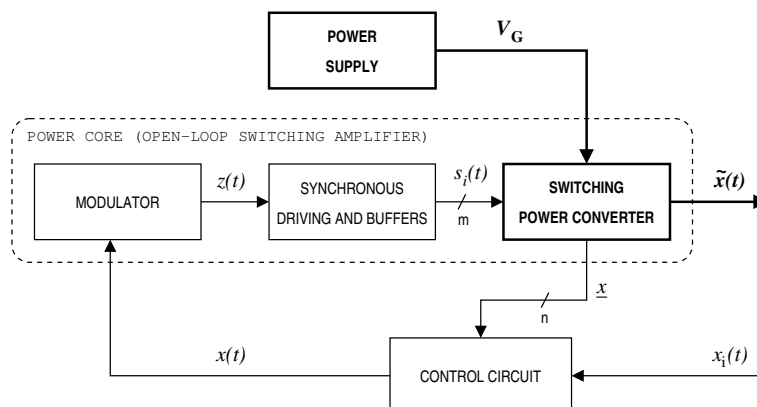 POWER
SUPPLY
V_G
POWER CORE (OPEN-LOOP SWITCHING AMPLIFIER)
MODULATOR
z(t)
SYNCHRONOUS
DRIVING AND BUFFERS
s_i(t)
m
SWITCHING
POWER CONVERTER
x̃(t)
x
n
x(t)
CONTROL CIRCUIT
x_i(t)